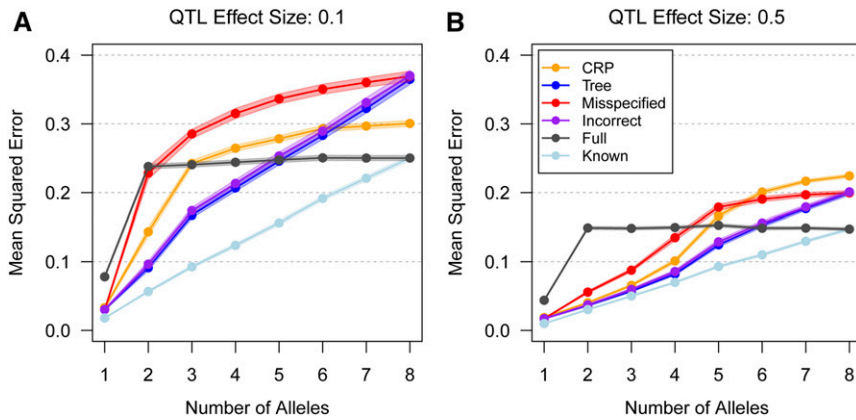 A
QTL Effect Size: 0.1
Mean Squared Error
0.4
0.3
0.2
0.1
0.0
1 2 3 4 5 6 7 8
Number of Alleles
B
QTL Effect Size: 0.5
Mean Squared Error
0.4
0.3
0.2
0.1
0.0
CRP
Tree
Misspecified
Incorrect
Full
Known
1 2 3 4 5 6 7 8
Number of Alleles